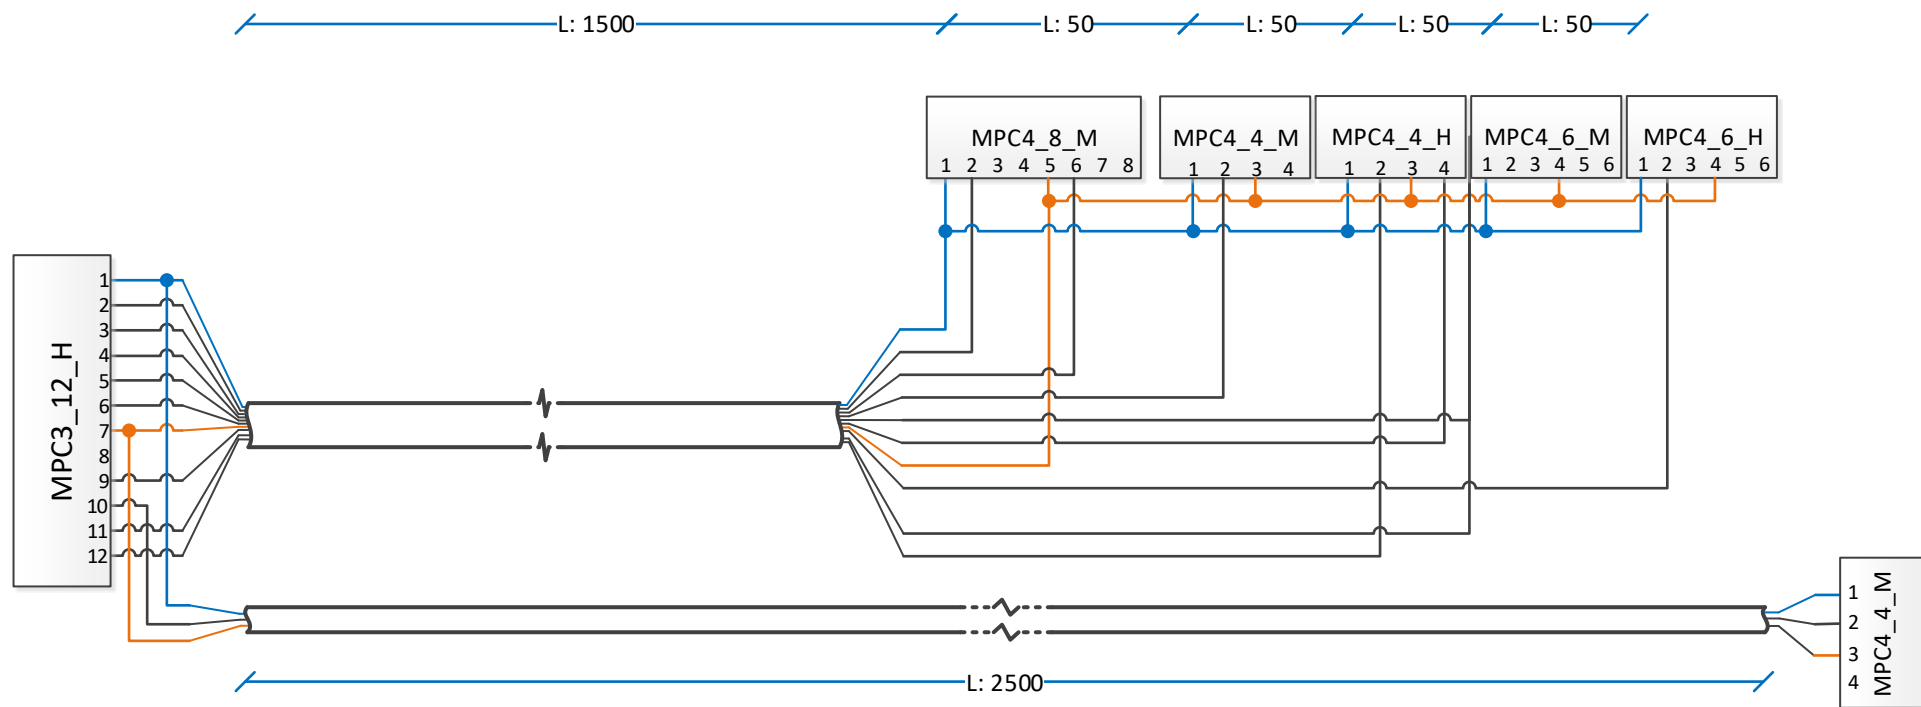 L: 1500
L: 50
L: 50
L: 50
L: 50
MPC4_8_M
1 2 3 4 5 6 7 8
MPC4_4_M
1 2 3 4
MPC4_4_H
1 2 3 4
MPC4_6_M
1 2 3 4 5 6
MPC4_6_H
1 2 3 4 5 6
MPC3_12_H
1
2
3
4
5
6
7
8
9
10
11
12
MPC4_4_M
1
2
3
4
L: 2500